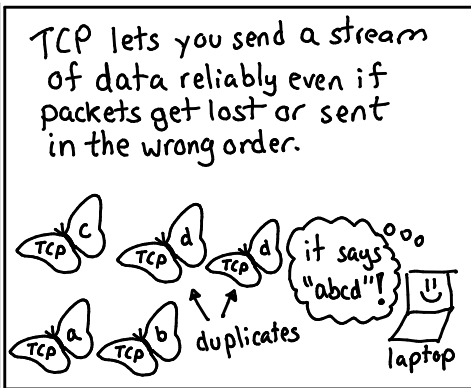 TCP lets you send a stream
of data reliably even if
packets get lost or sent
in the wrong order.
TCP c
TCP d
TCP d
it says
"abcd"!
duplicates
TCP a
TCP b
laptop